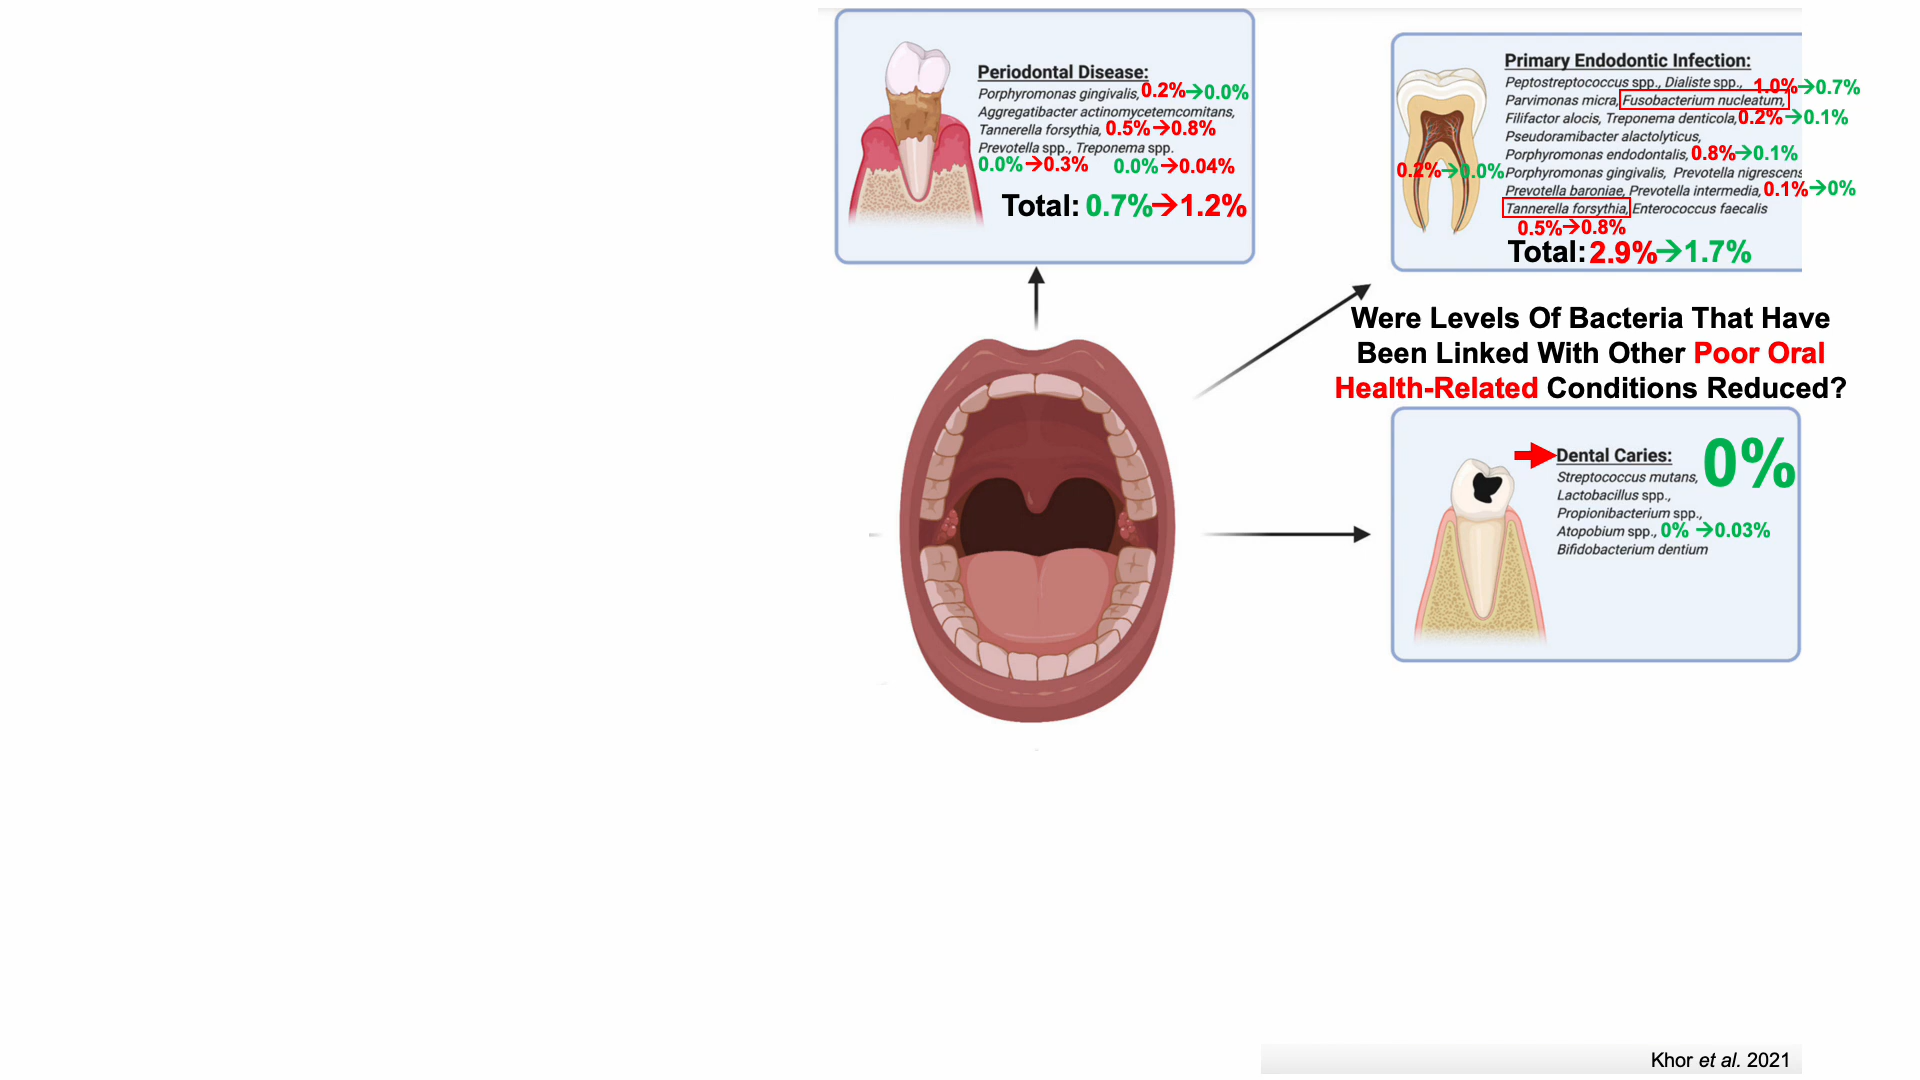 Periodontal Disease:
Porphyromonas gingivalis, 0.2%→0.0%
Aggregatibacter actinomycetemcomitans,
Tannerella forsythia, 0.5%→0.8%
Prevotella spp., Treponema spp.
0.0%→0.3% 0.0%→0.04%
Total: 0.7%→1.2%
Primary Endodontic Infection:
Peptostreptococcus spp., Dialiste spp., 1.0%→0.7%
Parvimonas micra, Fusobacterium nucleatum,
Filifactor alocis, Treponema denticola, 0.2%→0.1%
Pseudoramibacter alactolyticus,
Porphyromonas endodontalis, 0.8%→0.1%
0.2%→0.0% Porphyromonas gingivalis, Prevotella nigrescens
Prevotella baroniae, Prevotella intermedia, 0.1%→0%
Tannerella forsythia, Enterococcus faecalis
0.5%→0.8%
Total: 2.9%→1.7%
Were Levels Of Bacteria That Have
Been Linked With Other Poor Oral
Health-Related Conditions Reduced?
Dental Caries: 0%
Streptococcus mutans,
Lactobacillus spp.,
Propionibacterium spp.,
Atopobium spp., 0% →0.03%
Bifidobacterium dentium
Khor et al. 2021